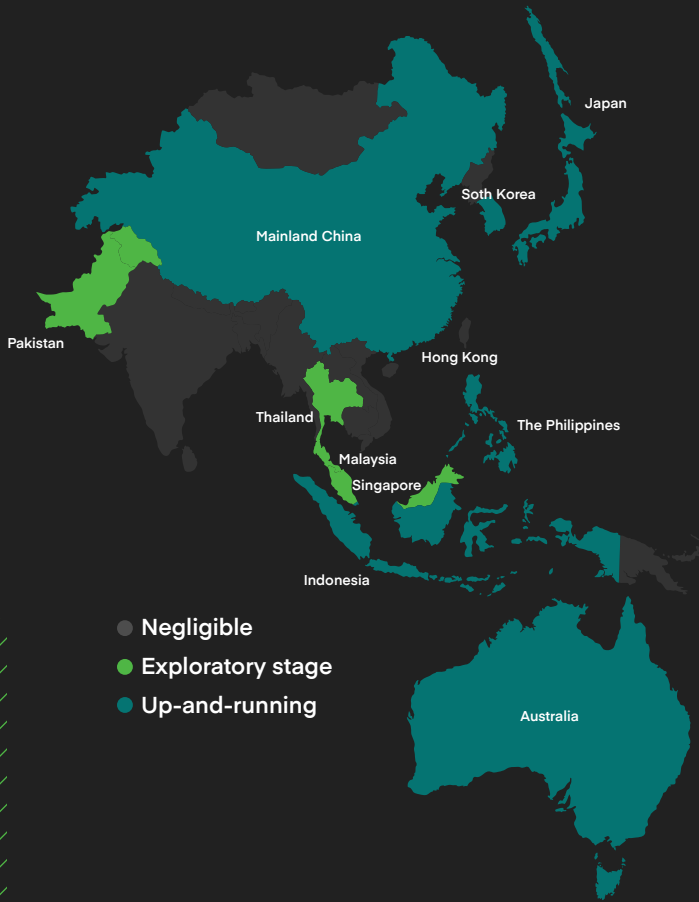 Japan
Soth Korea
Mainland China
Pakistan
Hong Kong
Thailand
The Philippines
Malaysia
Singapore
Indonesia
Negligible
Exploratory stage
Up-and-running
Australia